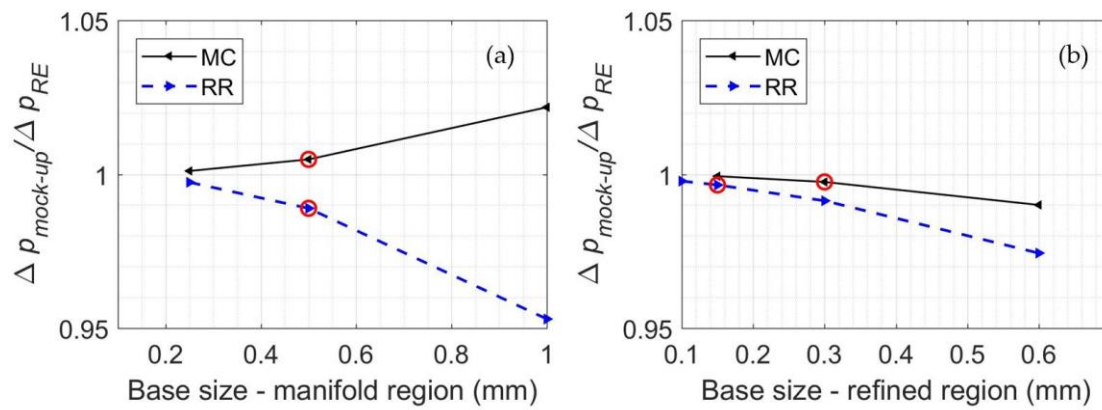 1.05
1
0.95
Δ p mock-up/Δ p RE
MC
RR
(a)
0.2 0.4 0.6 0.8 1
Base size - manifold region (mm)
1.05
1
0.95
Δ p mock-up/Δ p RE
MC
RR
(b)
0.1 0.2 0.3 0.4 0.5 0.6
Base size - refined region (mm)